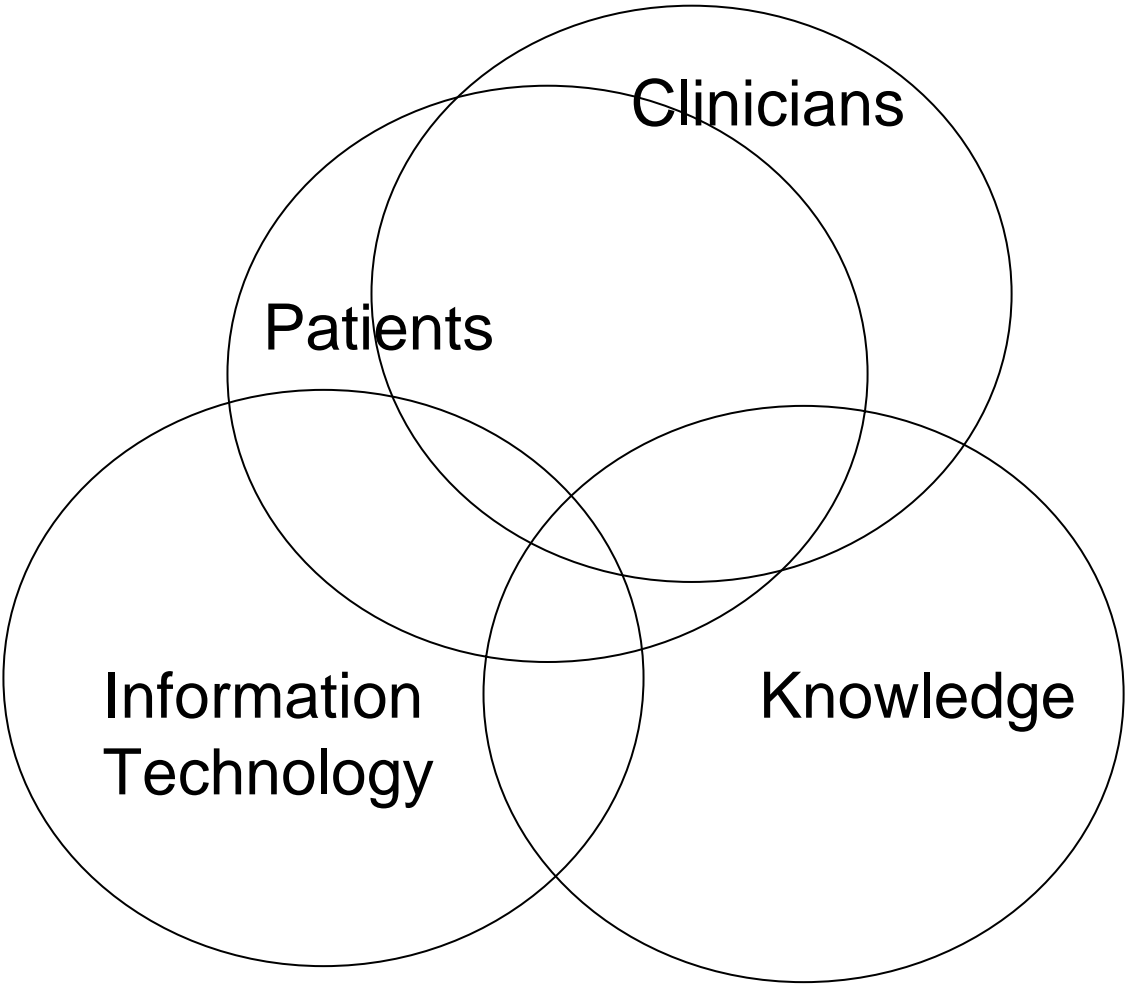 Clinicians
Patients
Information
Technology
Knowledge